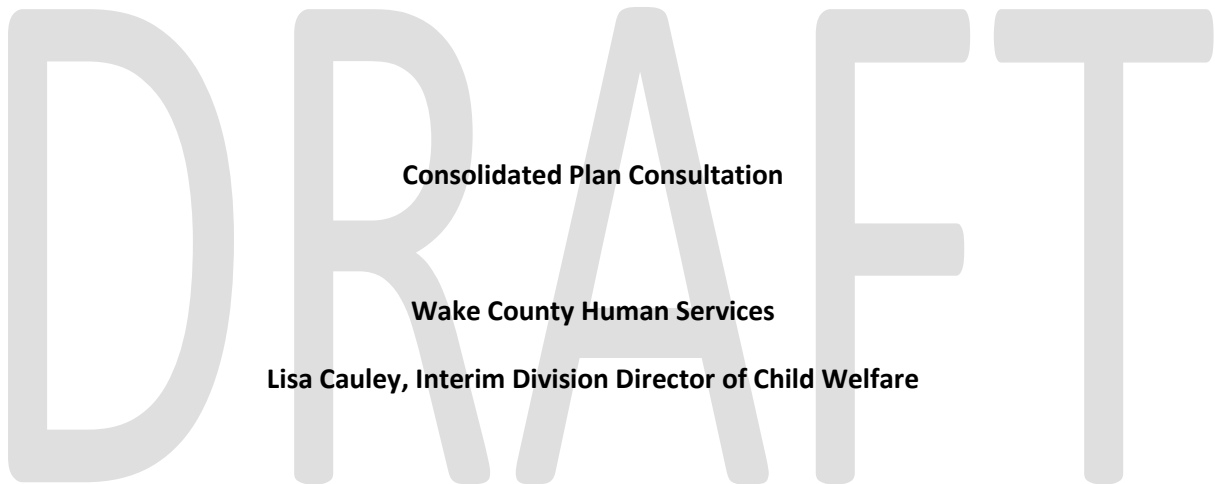 DRAFT
Consolidated Plan Consultation
Wake County Human Services
Lisa Cauley, Interim Division Director of Child Welfare